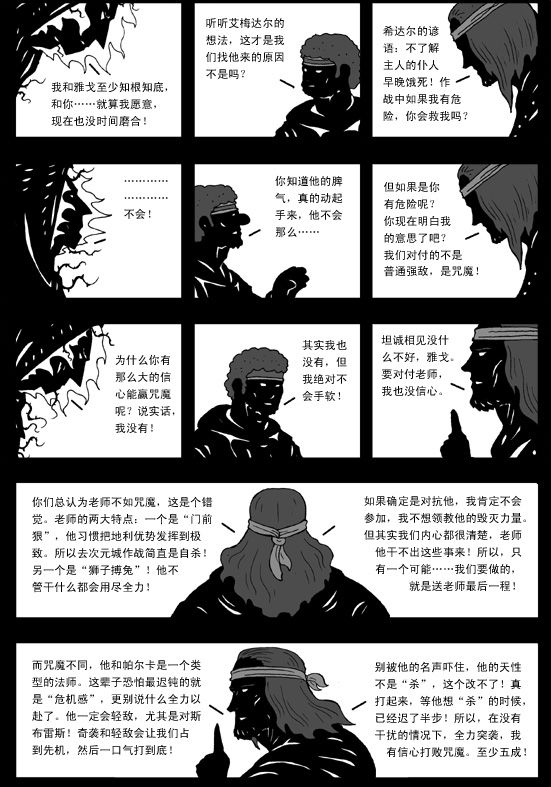 我和雅戈至少知根知底,
和你……就算我愿意,
现在也没时间磨合!
听听艾梅达尔的
想法, 这才是我
们找他来的原因
不是吗?
希达尔的谚
语: 不了解
主人的仆人
早晚饿死! 作
战中如果我有危
险, 你会救我吗?
…………
…………
不会!
你知道他的脾
气, 真的动起
手来, 他不会
那么……
但如果是你
有危险呢?
你现在明白我
的意思了吧?
我们对付的不是
普通强敌, 是咒魔!
为什么你有
那么大的信
心能赢咒魔
呢? 说实话,
我没有!
其实我也
没有, 但
我绝对不
会手软!
坦诚相见没什
么不好, 雅戈。
要对付老师,
我也没信心。
你们总认为老师不如咒魔, 这是个错
觉。老师的两大特点: 一个是“门前
狠”, 他习惯把地利优势发挥到极
致。所以去次元城作战简直是自杀!
另一个是“狮子搏兔”! 他不
管干什么都会用尽全力!
如果确定是对抗他, 我肯定不会
参加, 我不想领教他的毁灭力量。
但其实我们内心都很清楚, 老师
他干不出这些事来! 所以, 只
有一个可能……我们要做的,
就是送老师最后一程!
而咒魔不同, 他和帕尔卡是一个类
型的法师。这辈子恐怕最迟钝的就
是“危机感”, 更别说什么全力以
赴了。他一定会轻敌, 尤其是对斯
布雷斯! 奇袭和轻敌会让我们占
到先机, 然后一口气打到底!
别被他的名声吓住, 他的天性
不是“杀”, 这个改不了! 真
打起来, 等他想“杀”的时候,
已经迟了半步! 所以, 在没有
干扰的情况下, 全力突袭, 我
有信心打败咒魔。至少五成!